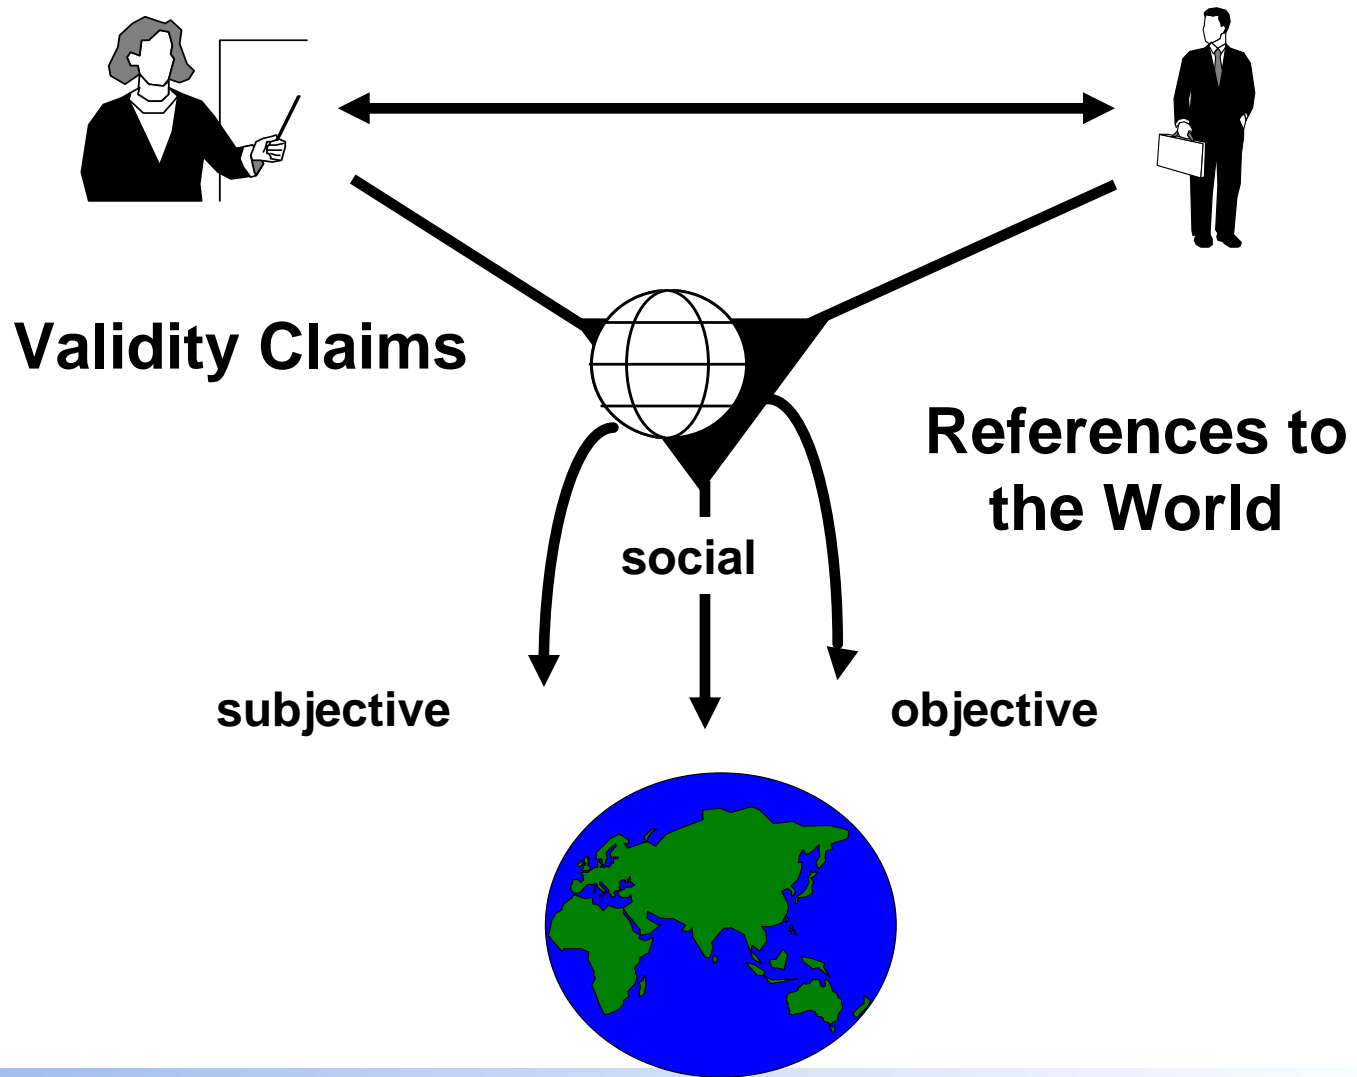 Validity Claims
References to
the World
social
subjective
objective